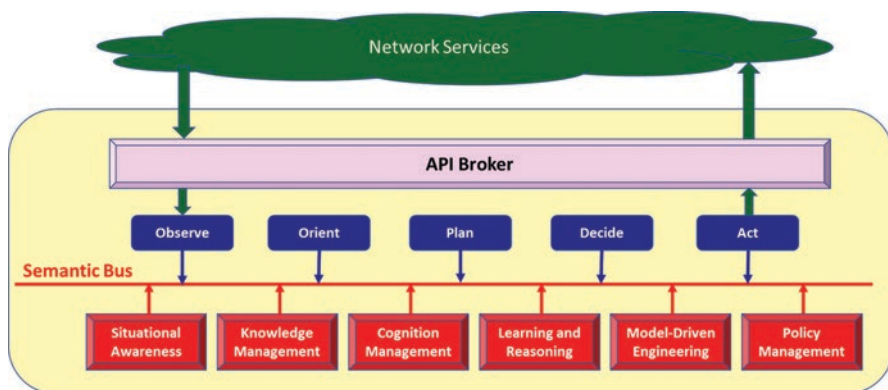 Network Services
API Broker
Observe
Orient
Plan
Decide
Act
Semantic Bus
Situational
Awareness
Knowledge
Management
Cognition
Management
Learning and
Reasoning
Model-Driven
Engineering
Policy
Management